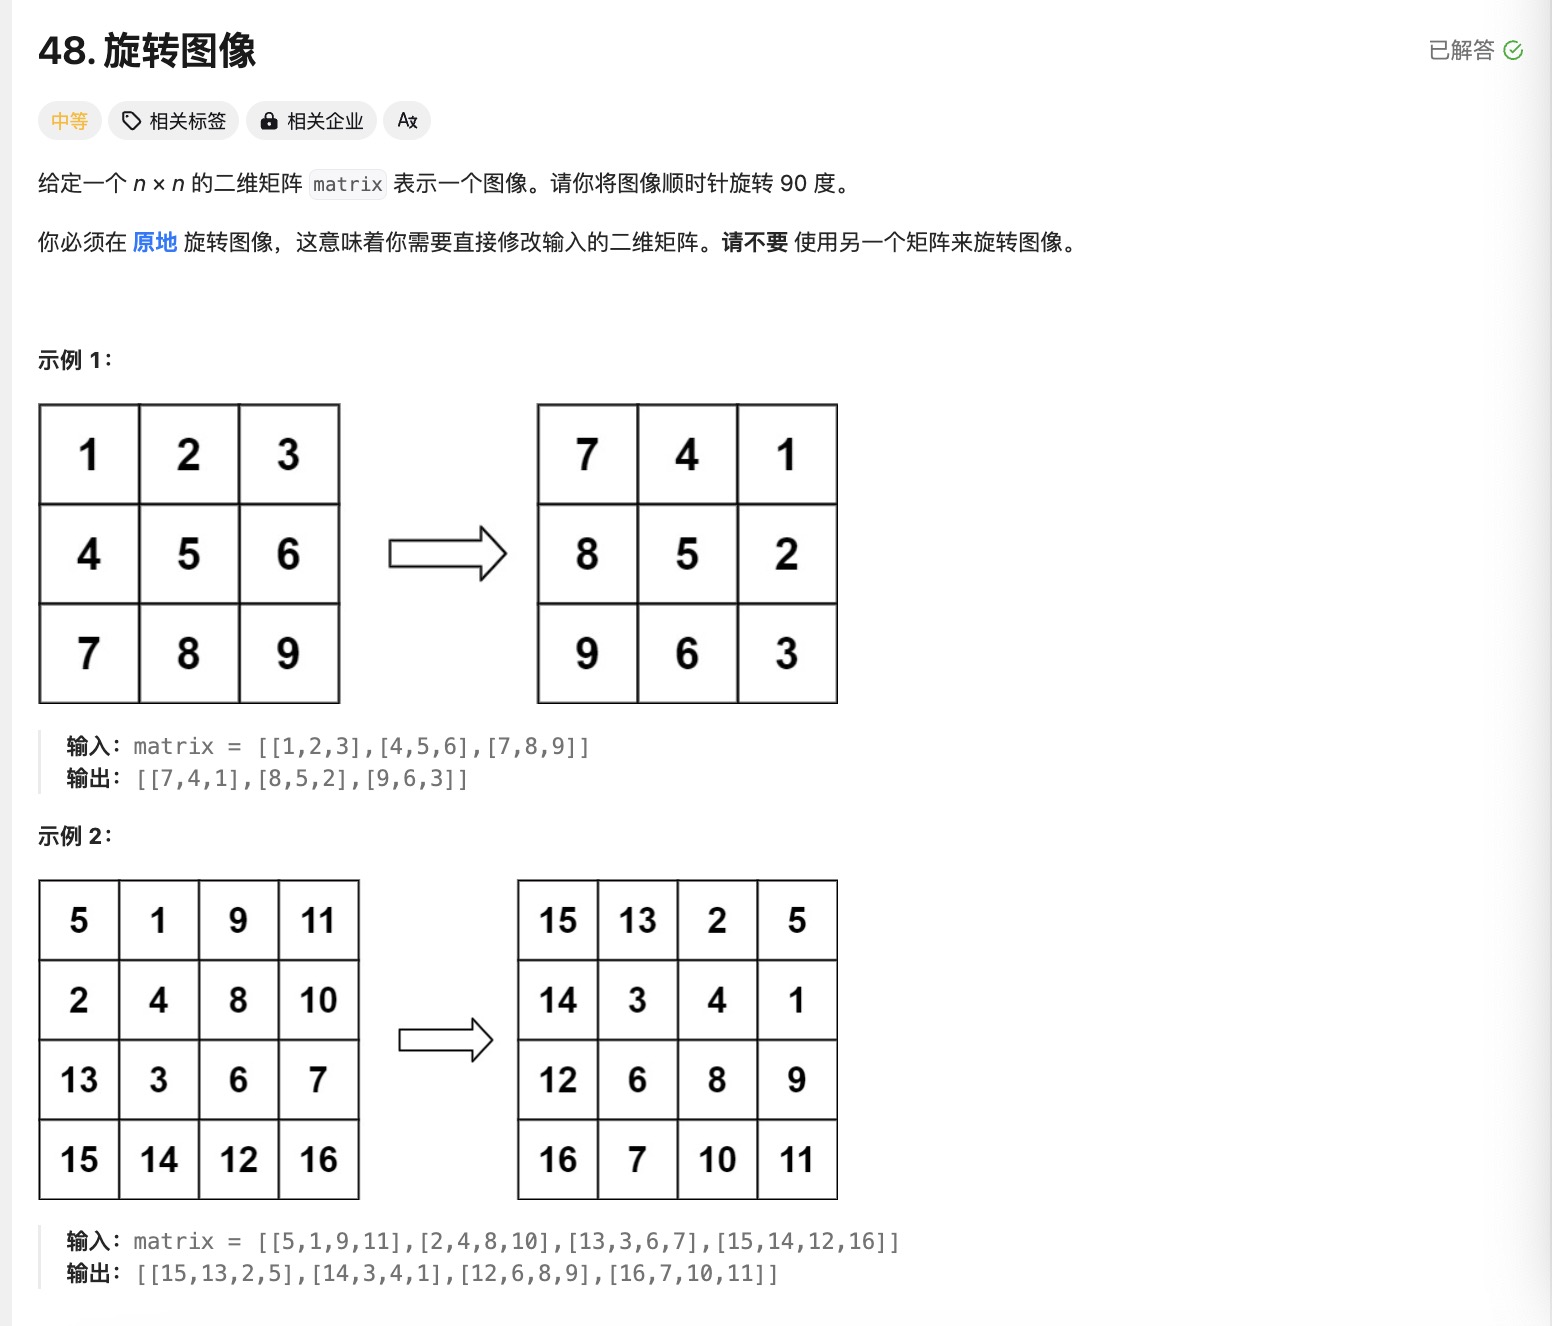 48. 旋转图像
已解答
中等 相关标签 相关企业 A文
给定一个 n × n 的二维矩阵 matrix 表示一个图像。请你将图像顺时针旋转 90 度。
你必须在 原地 旋转图像，这意味着你需要直接修改输入的二维矩阵。请不要 使用另一个矩阵来旋转图像。
示例 1：
1 2 3 7 4 1
4 5 6 8 5 2
7 8 9 9 6 3
输入：matrix = [[1,2,3],[4,5,6],[7,8,9]]
输出：[[7,4,1],[8,5,2],[9,6,3]]
示例 2：
5 1 9 11 15 13 2 5
2 4 8 10 14 3 4 1
13 3 6 7 12 6 8 9
15 14 12 16 16 7 10 11
输入：matrix = [[5,1,9,11],[2,4,8,10],[13,3,6,7],[15,14,12,16]]
输出：[[15,13,2,5],[14,3,4,1],[12,6,8,9],[16,7,10,11]]